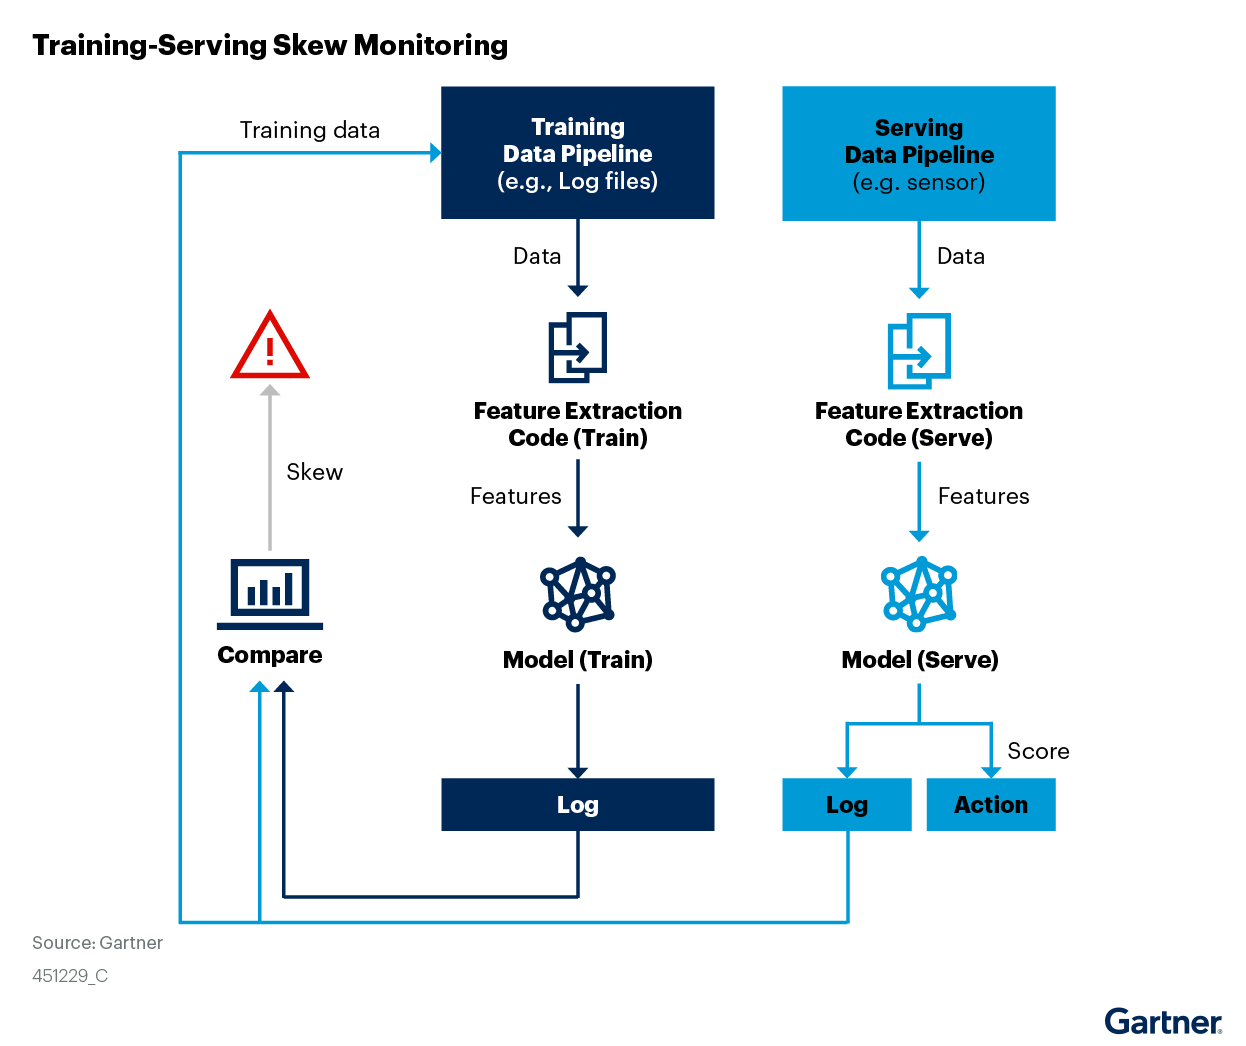 Training-Serving Skew Monitoring
Training data
Training
Data Pipeline
(e.g., Log files)
Serving
Data Pipeline
(e.g. sensor)
Data
Data
Feature Extraction
Code (Train)
Feature Extraction
Code (Serve)
Skew
Features
Features
Compare
Model (Train)
Model (Serve)
Score
Log
Log
Action
Source: Gartner
451229_C
Gartner